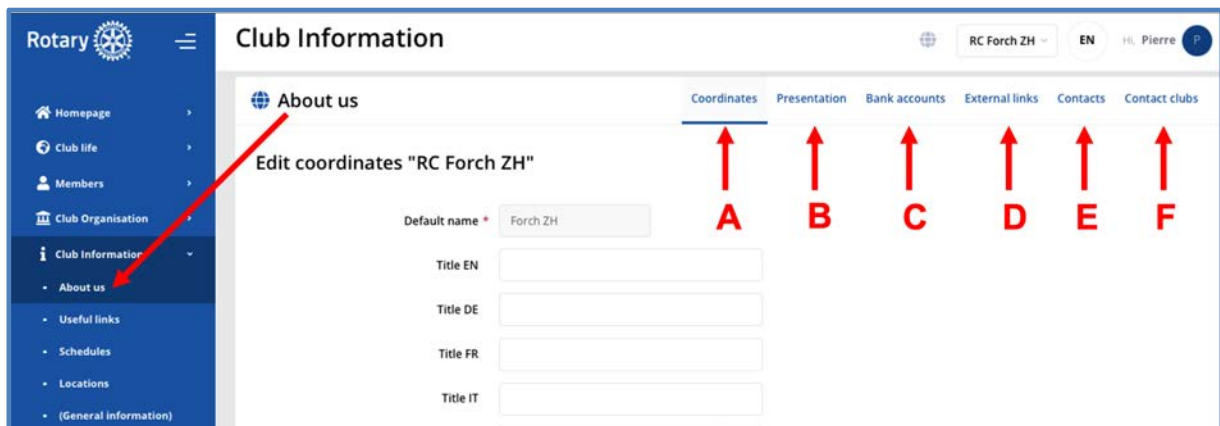 Rotary
Club Information
RC Forch ZH
EN
Hi, Pierre
P
Homepage
Club life
Members
Club Organisation
Club Information
About us
Useful links
Schedules
Locations
(General information)
About us
Coordinates Presentation Bank accounts External links Contacts Contact clubs
A B C D E F
Edit coordinates "RC Forch ZH"
Default name * Forch ZH
Title EN
Title DE
Title FR
Title IT